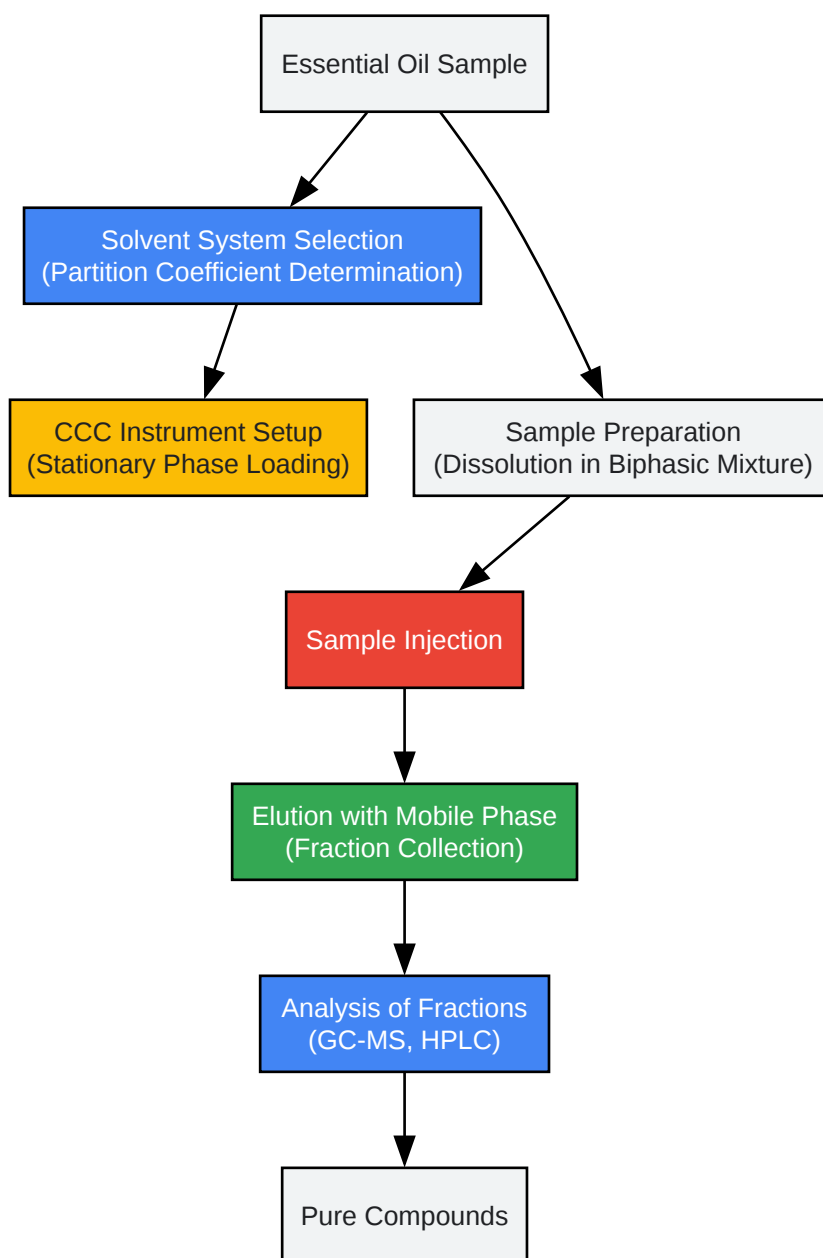 Essential Oil Sample
Solvent System Selection
(Partition Coefficient Determination)
CCC Instrument Setup
(Stationary Phase Loading)
Sample Preparation
(Dissolution in Biphasic Mixture)
Sample Injection
Elution with Mobile Phase
(Fraction Collection)
Analysis of Fractions
(GC-MS, HPLC)
Pure Compounds